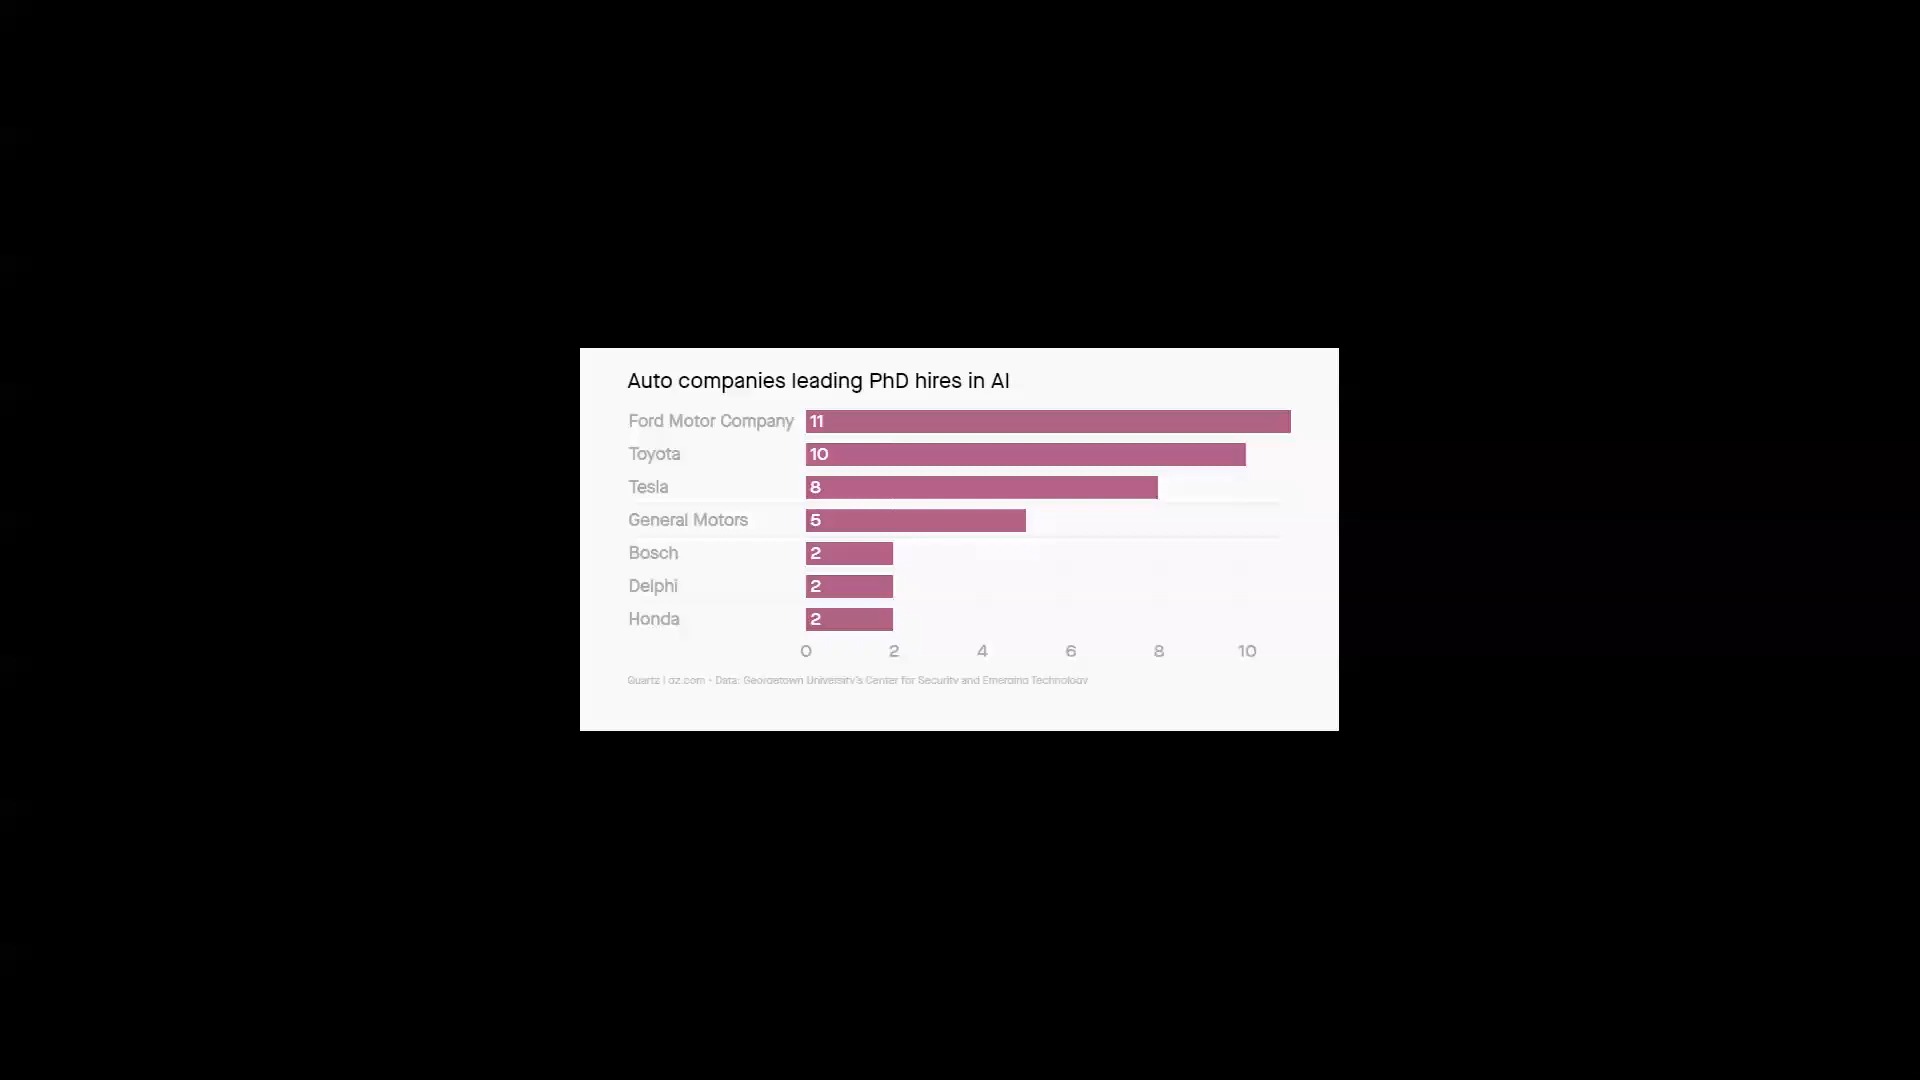 Auto companies leading PhD hires in AI
Ford Motor Company 11
Toyota 10
Tesla 8
General Motors 5
Bosch 2
Delphi 2
Honda 2
0 2 4 6 8 10
Quartz | qz.com • Data: Georgetown University's Center for Security and Emerging Technology